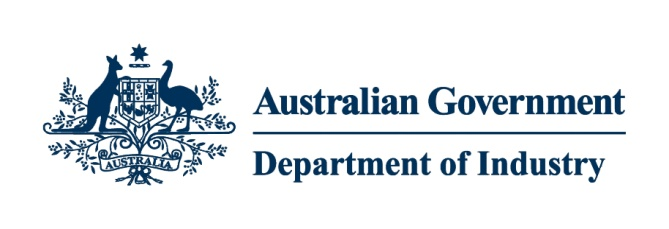 Australian Government
Department of Industry
AUSTRALIA